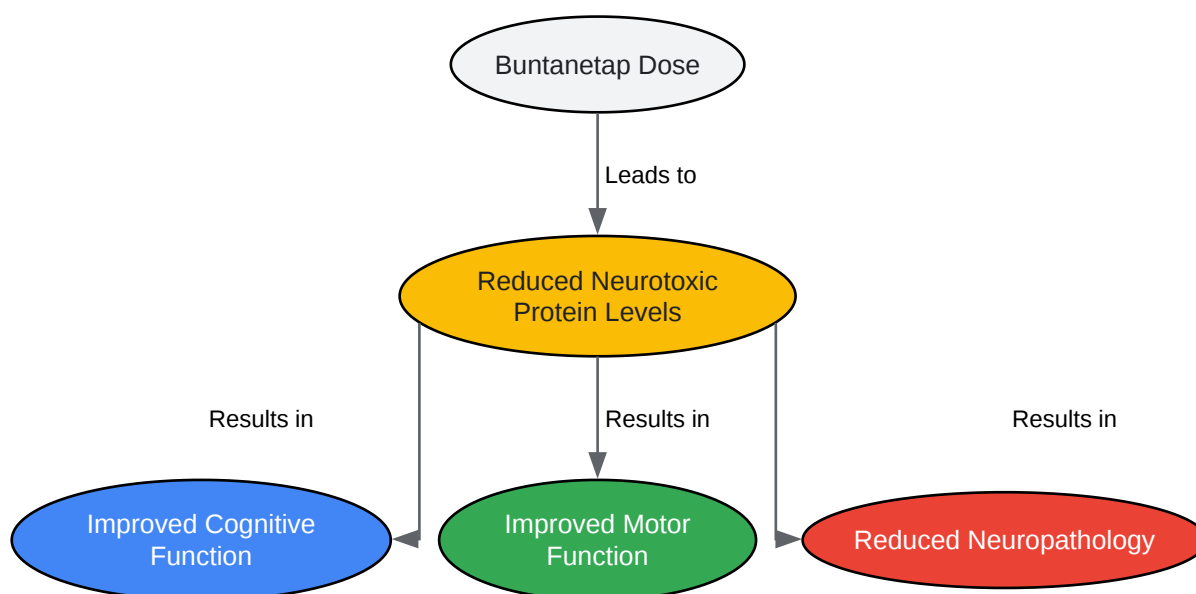 Buntanetap Dose
Leads to
Reduced Neurotoxic
Protein Levels
Results in
Results in
Results in
Improved Cognitive
Function
Improved Motor
Function
Reduced Neuropathology